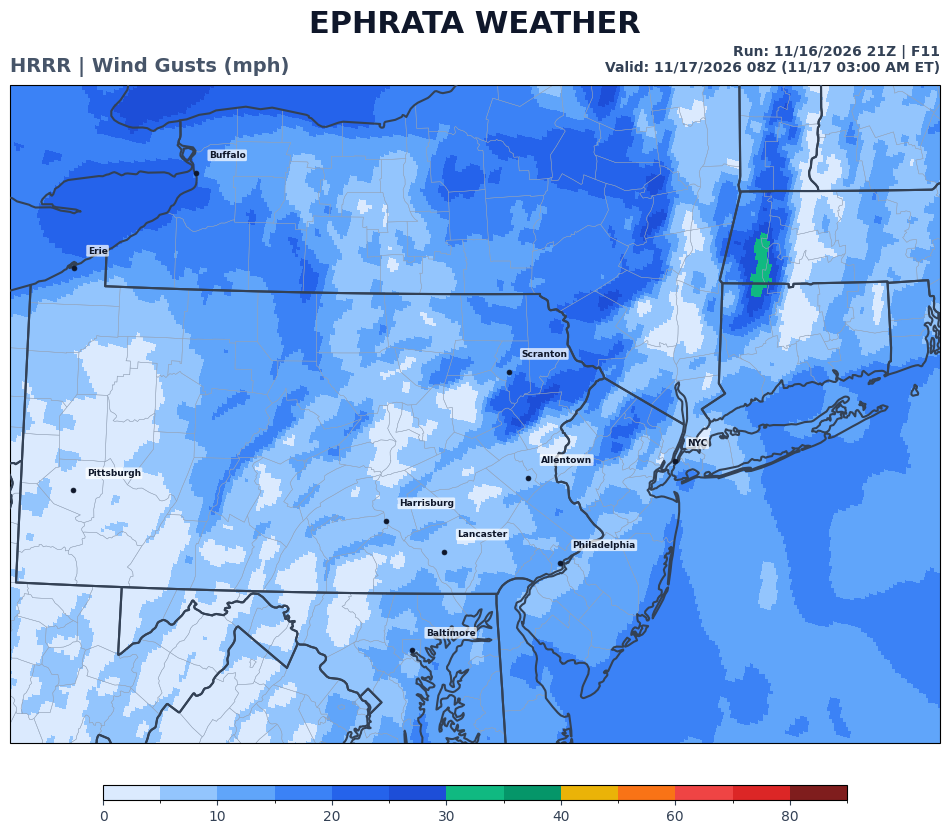 EPHRATA WEATHER
HRRR | Wind Gusts (mph)
Run: 11/16/2026 21Z | F11
Valid: 11/17/2026 08Z (11/17 03:00 AM ET)
Buffalo
Erie
Scranton
NYC
Allentown
Pittsburgh
Harrisburg
Lancaster
Philadelphia
Baltimore
0 10 20 30 40 50 60 70 80